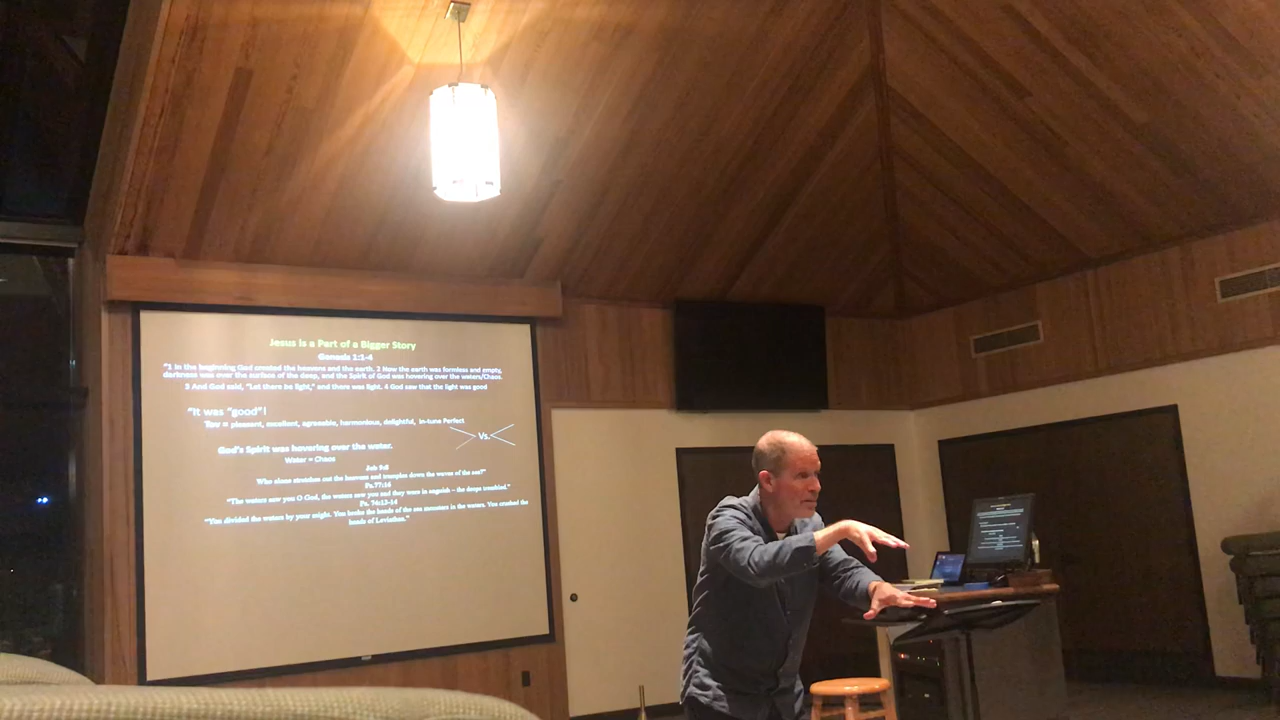 Jesus is a Part of a Bigger Story
Genesis 1:1-4
"1 In the beginning God created the heavens and the earth. 2 Now the earth was formless and empty,
darkness was over the surface of the deep, and the Spirit of God was hovering over the waters/Chaos.
3 And God said, "Let there be light," and there was light. 4 God saw that the light was good
"It was "good"!
Tov = pleasant, excellent, agreeable, harmonious, delightful, in-tune Perfect
Vs.
God's Spirit was hovering over the water.
Water = Chaos
Job 9:8
Who alone stretches out the heavens and tramples down the waves of the sea?"
Ps.77:16
"The waters saw you O God, the waters saw you and they were in anguish – the deeps trembled."
Ps. 74:13-14
"You divided the waters by your might. You broke the heads of the sea monsters in the waters. You crushed the
heads of Leviathan."